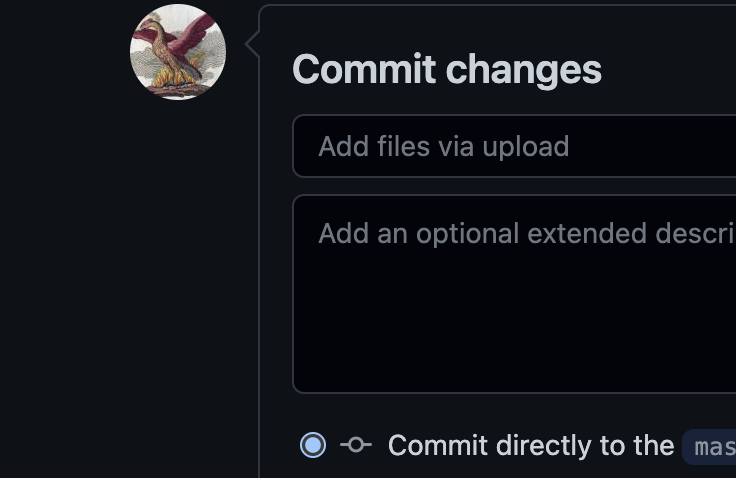 Commit changes
Add files via upload
Add an optional extended descri
Commit directly to the mas